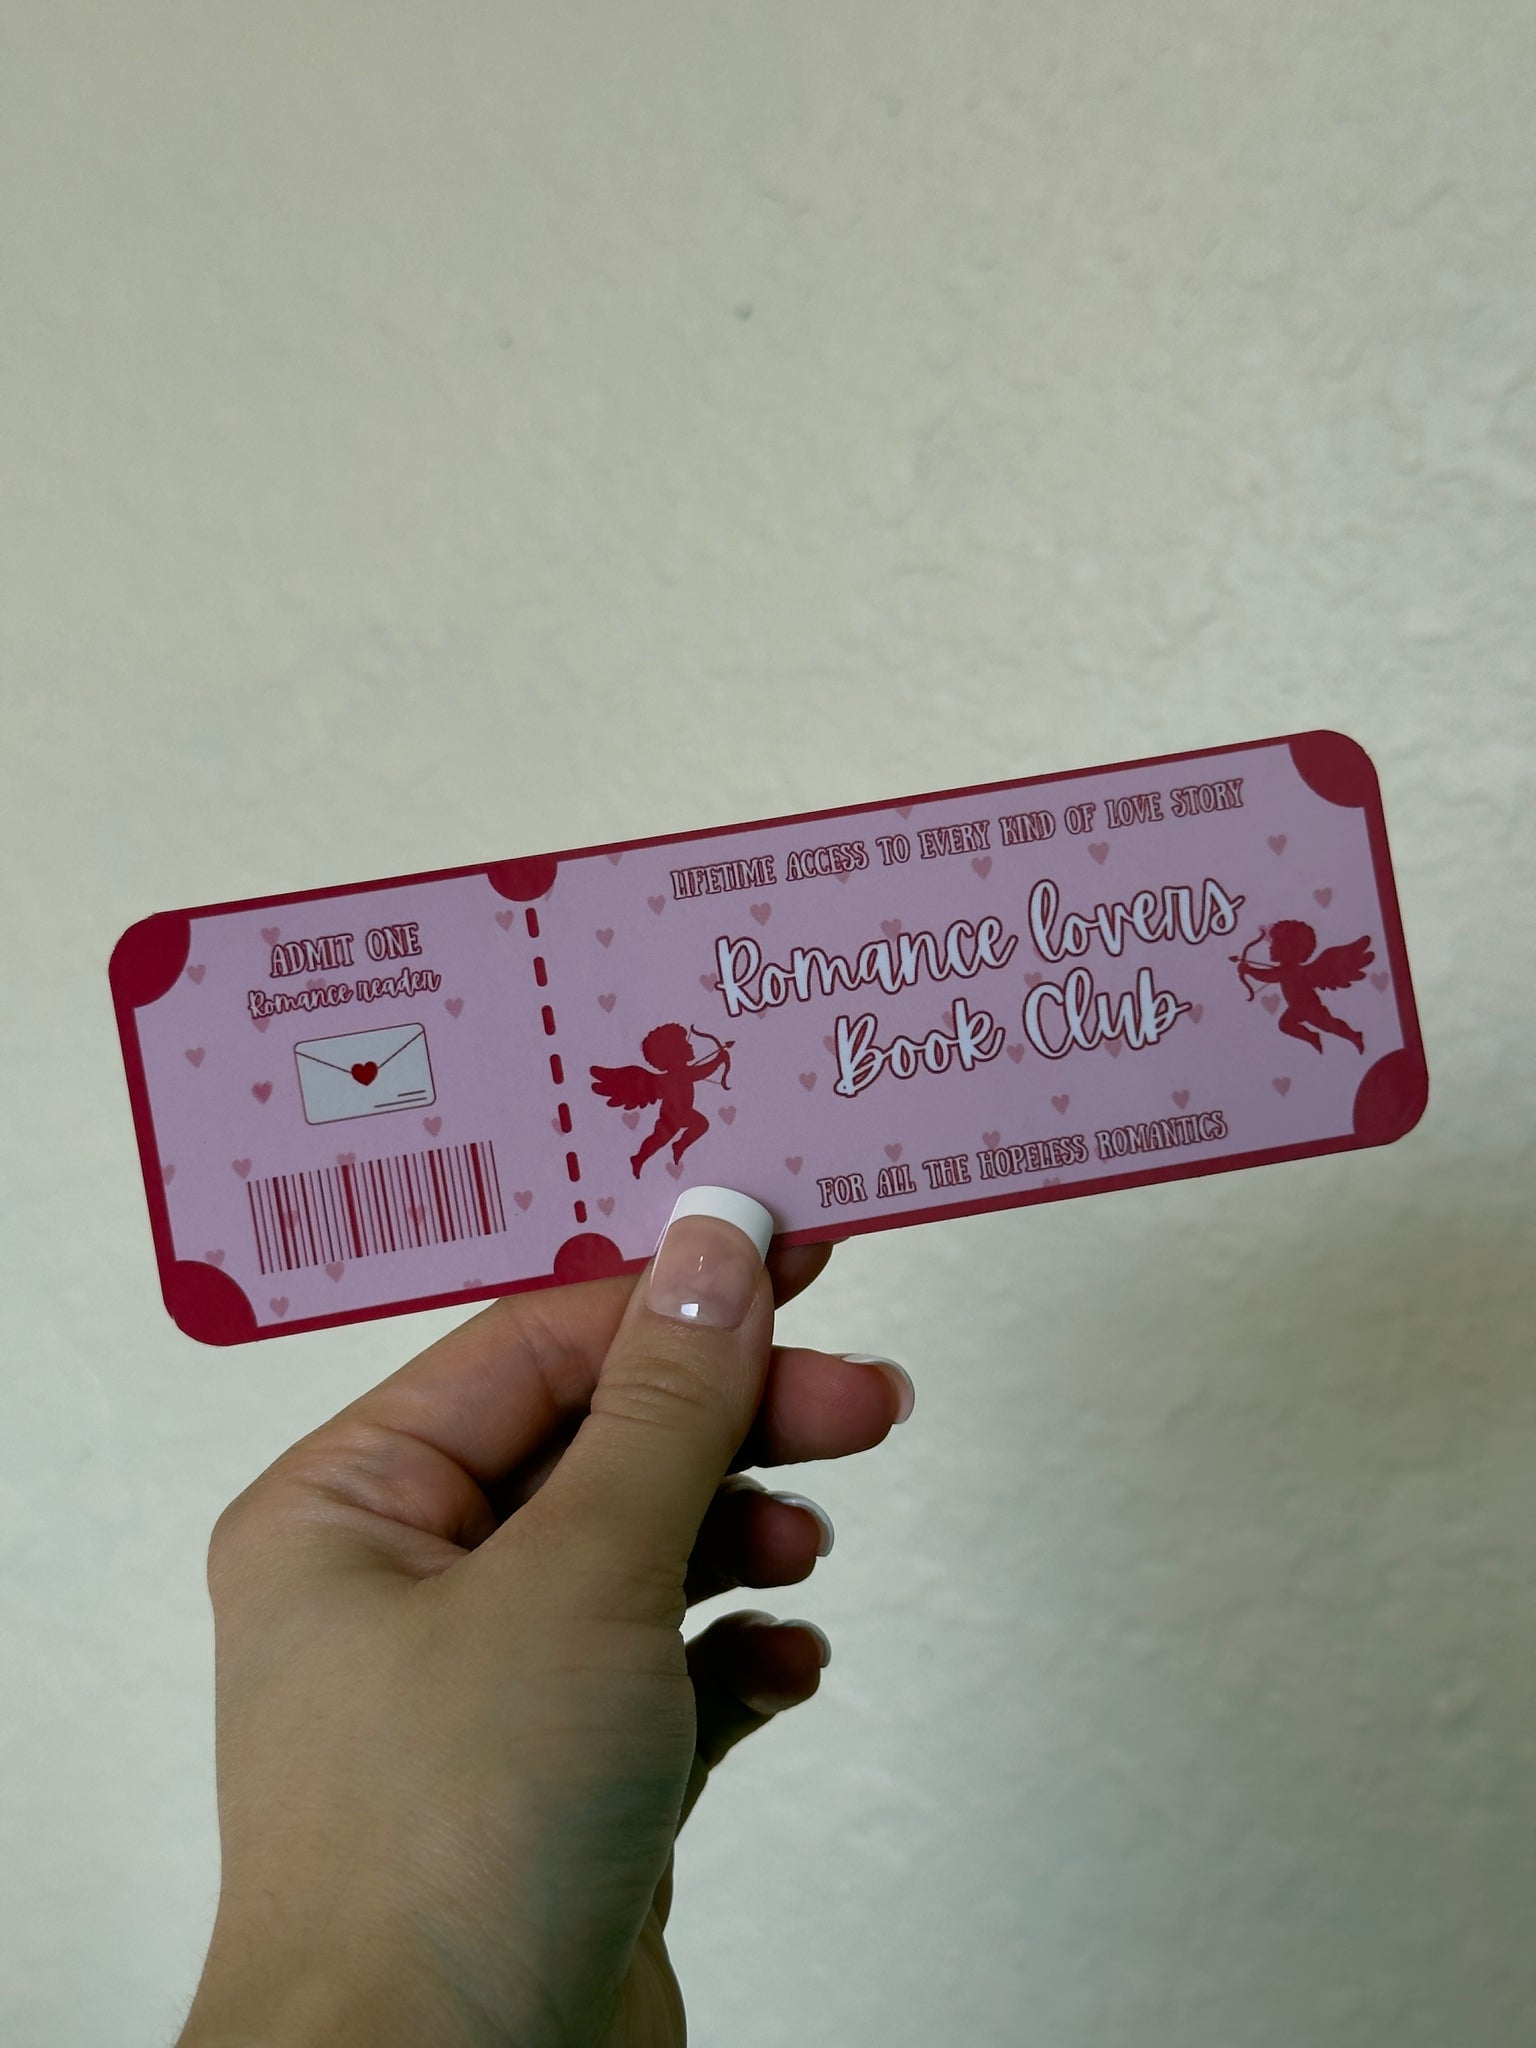 ADMIT ONE
Romance reader
LIFETIME ACCESS TO EVERY KIND OF LOVE STORY
Romance lovers
Book Club
FOR ALL THE HOPELESS ROMANTICS